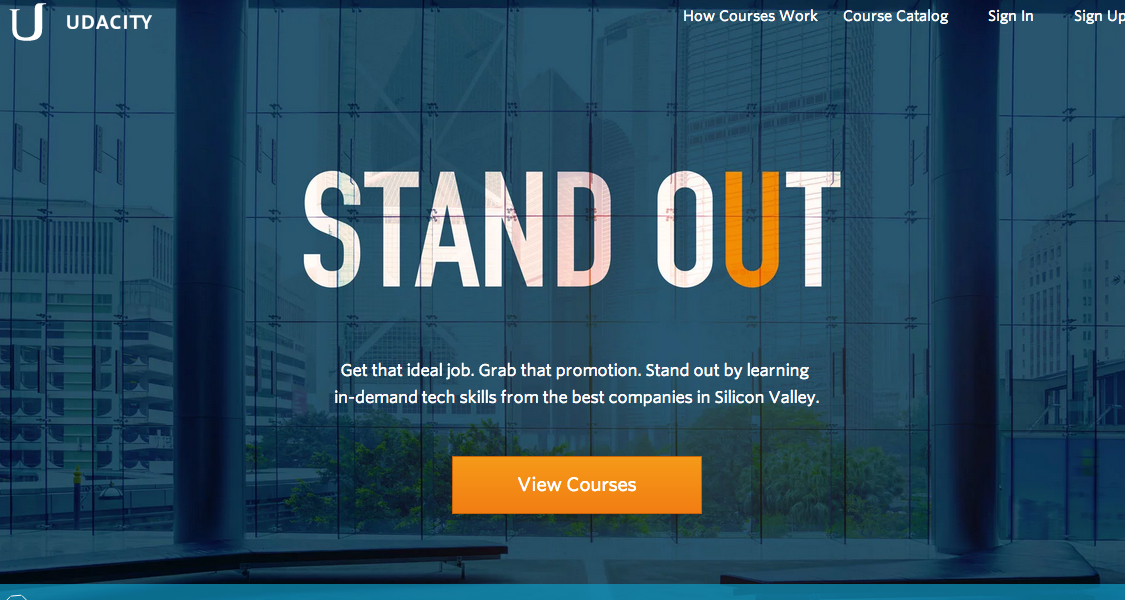 UDACITY
How Courses Work
Course Catalog
Sign In
Sign Up
STAND OUT
Get that ideal job. Grab that promotion. Stand out by learning
in-demand tech skills from the best companies in Silicon Valley.
View Courses